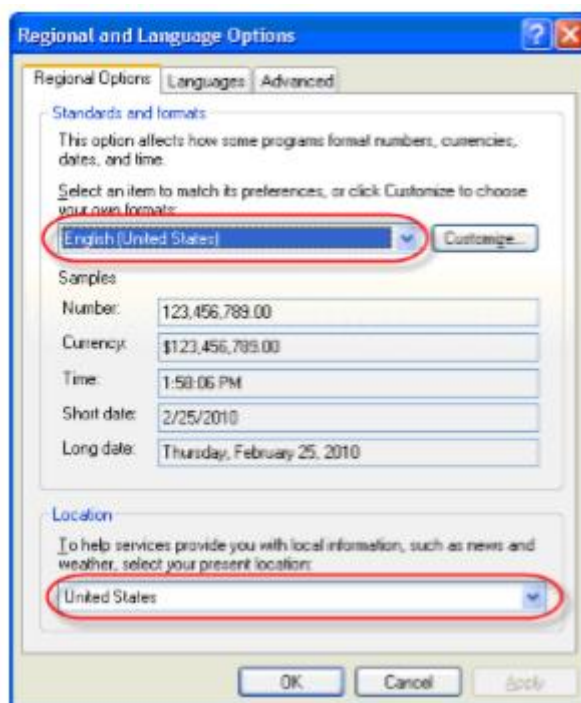 Regional and Language Options
Regional Options
Languages
Advanced
Standards and formats
This option affects how some programs format numbers, currencies,
dates, and time.
Select an item to match its preferences, or click Customize to choose
your own formats:
English (United States)
Customize...
Samples
Number: 123,456,789.00
Currency: $123,456,789.00
Time: 1:58:06 PM
Short date: 2/25/2010
Long date: Thursday, February 25, 2010
Location
To help services provide you with local information, such as news and
weather, select your present location:
United States
OK
Cancel
Apply